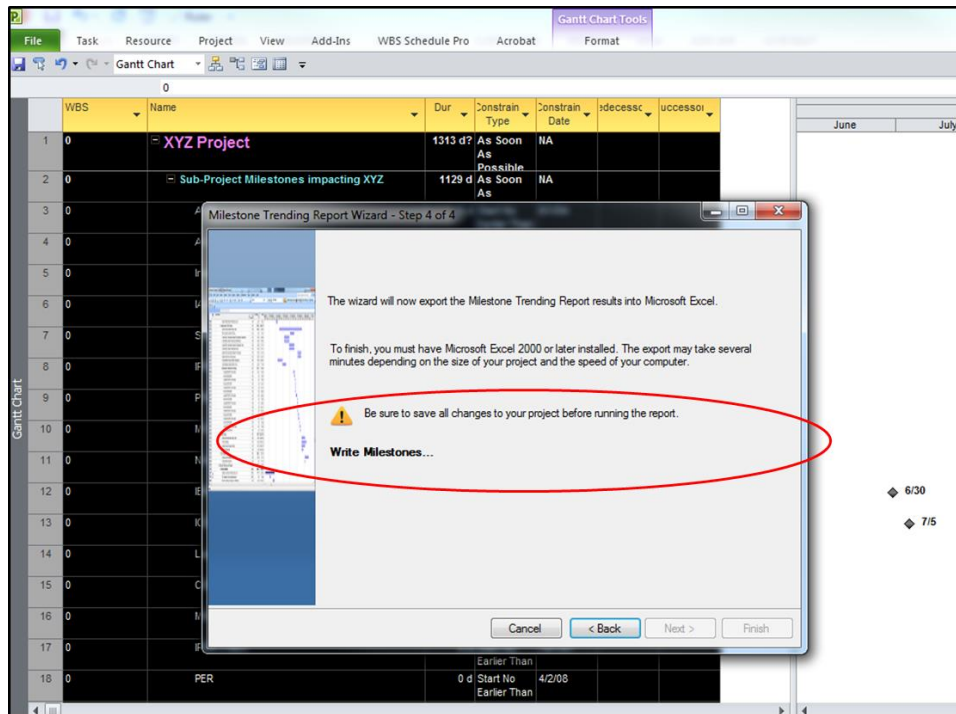 Gantt Chart Tools
File Task Resource Project View Add-Ins WBS Schedule Pro Acrobat Format
Gantt Chart
0
WBS Name Dur Constrain Type Constrain Date edecessc uccessor
June July
1 0 XYZ Project 1313 d? As Soon As Possible NA
2 0 Sub-Project Milestones impacting XYZ 1129 d As Soon As NA
Milestone Trending Report Wizard - Step 4 of 4
3 0
4 0
5 0
6 0
7 0
8 0
9 0
10 0
11 0
12 0 6/30
13 0 7/5
14 0
15 0
16 0
17 0 Earlier Than
18 0 PER 0 d Start No Earlier Than 4/2/08
Gantt Chart
The wizard will now export the Milestone Trending Report results into Microsoft Excel.
To finish, you must have Microsoft Excel 2000 or later installed. The export may take several
minutes depending on the size of your project and the speed of your computer.
Be sure to save all changes to your project before running the report.
Write Milestones...
Cancel < Back Next > Finish